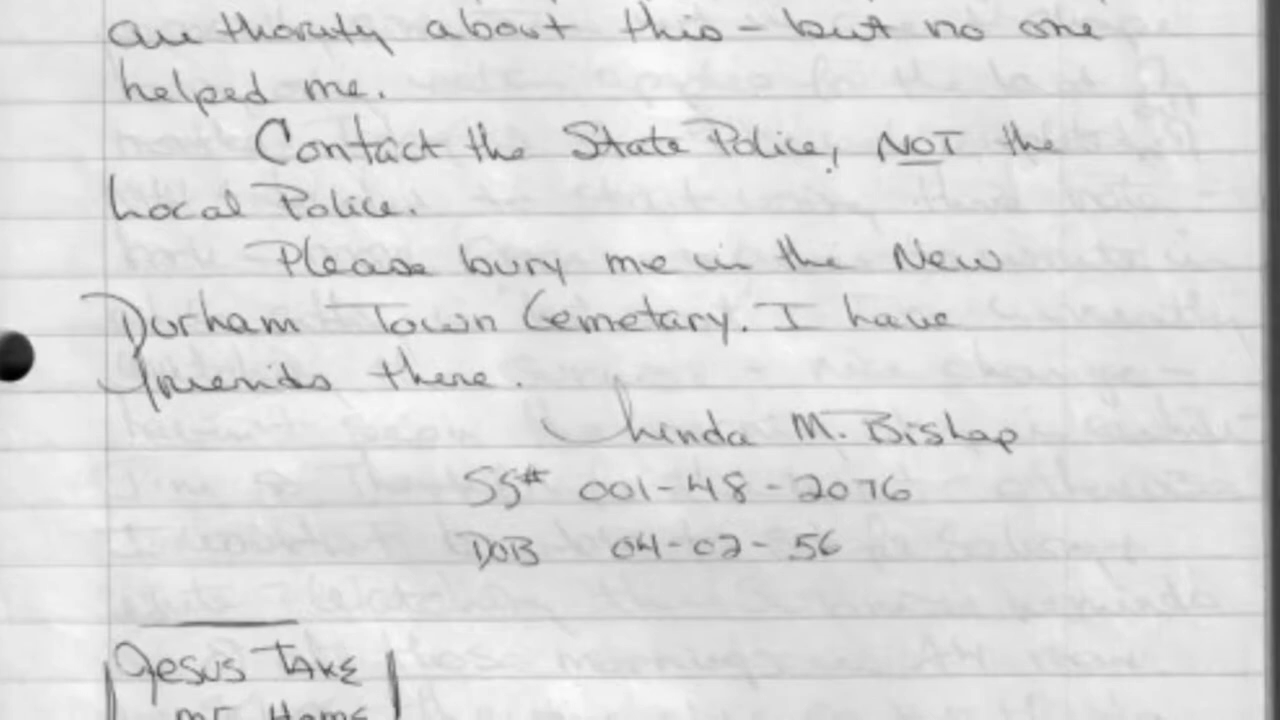 authoruty about this - but no one
helped me.
Contact the State Police, NOT the
Local Police.
Please bury me in the New
Durham Town Cemetary. I have
friends there.
Linda M. Bishop
SS# 001-48-2076
DOB 04-02-56
Jesus TAKE
ME Home